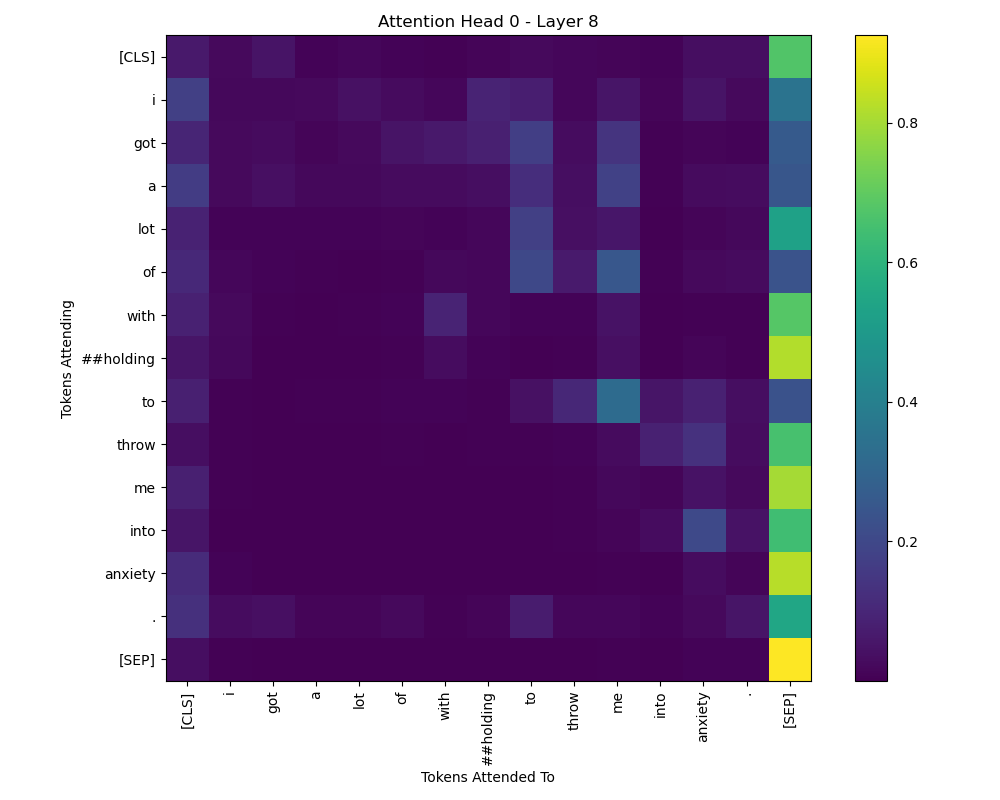 Attention Head 0 - Layer 8
[CLS]
i
got
a
lot
of
with
##holding
to
throw
me
into
anxiety
.
[SEP]
Tokens Attending
[CLS]
i
got
a
lot
of
with
##holding
to
throw
me
into
anxiety
.
[SEP]
Tokens Attended To
0.8
0.6
0.4
0.2